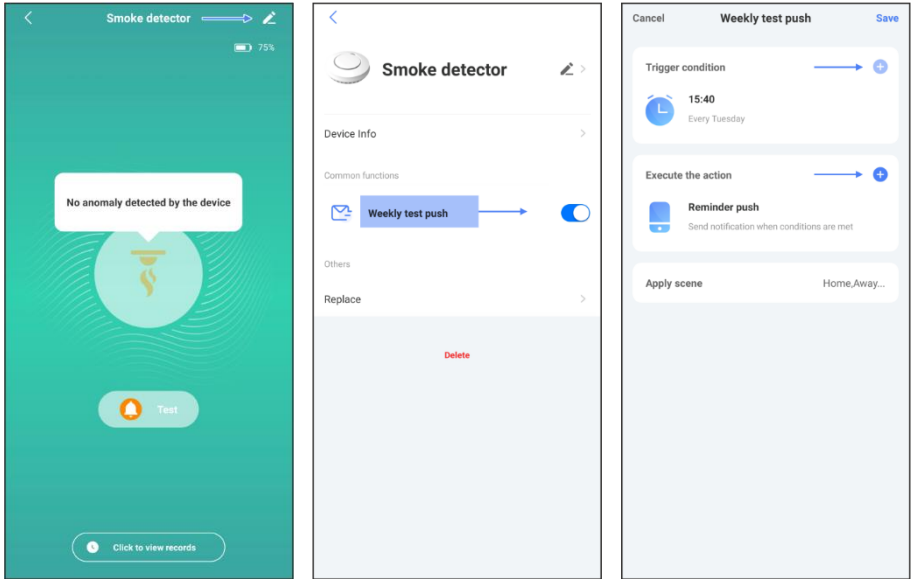 Smoke detector
75%
No anomaly detected by the device
Test
Click to view records
Smoke detector
Device Info
Common functions
Weekly test push
Others
Replace
Delete
Cancel Weekly test push Save
Trigger condition
15:40
Every Tuesday
Execute the action
Reminder push
Send notification when conditions are met
Apply scene Home,Away...